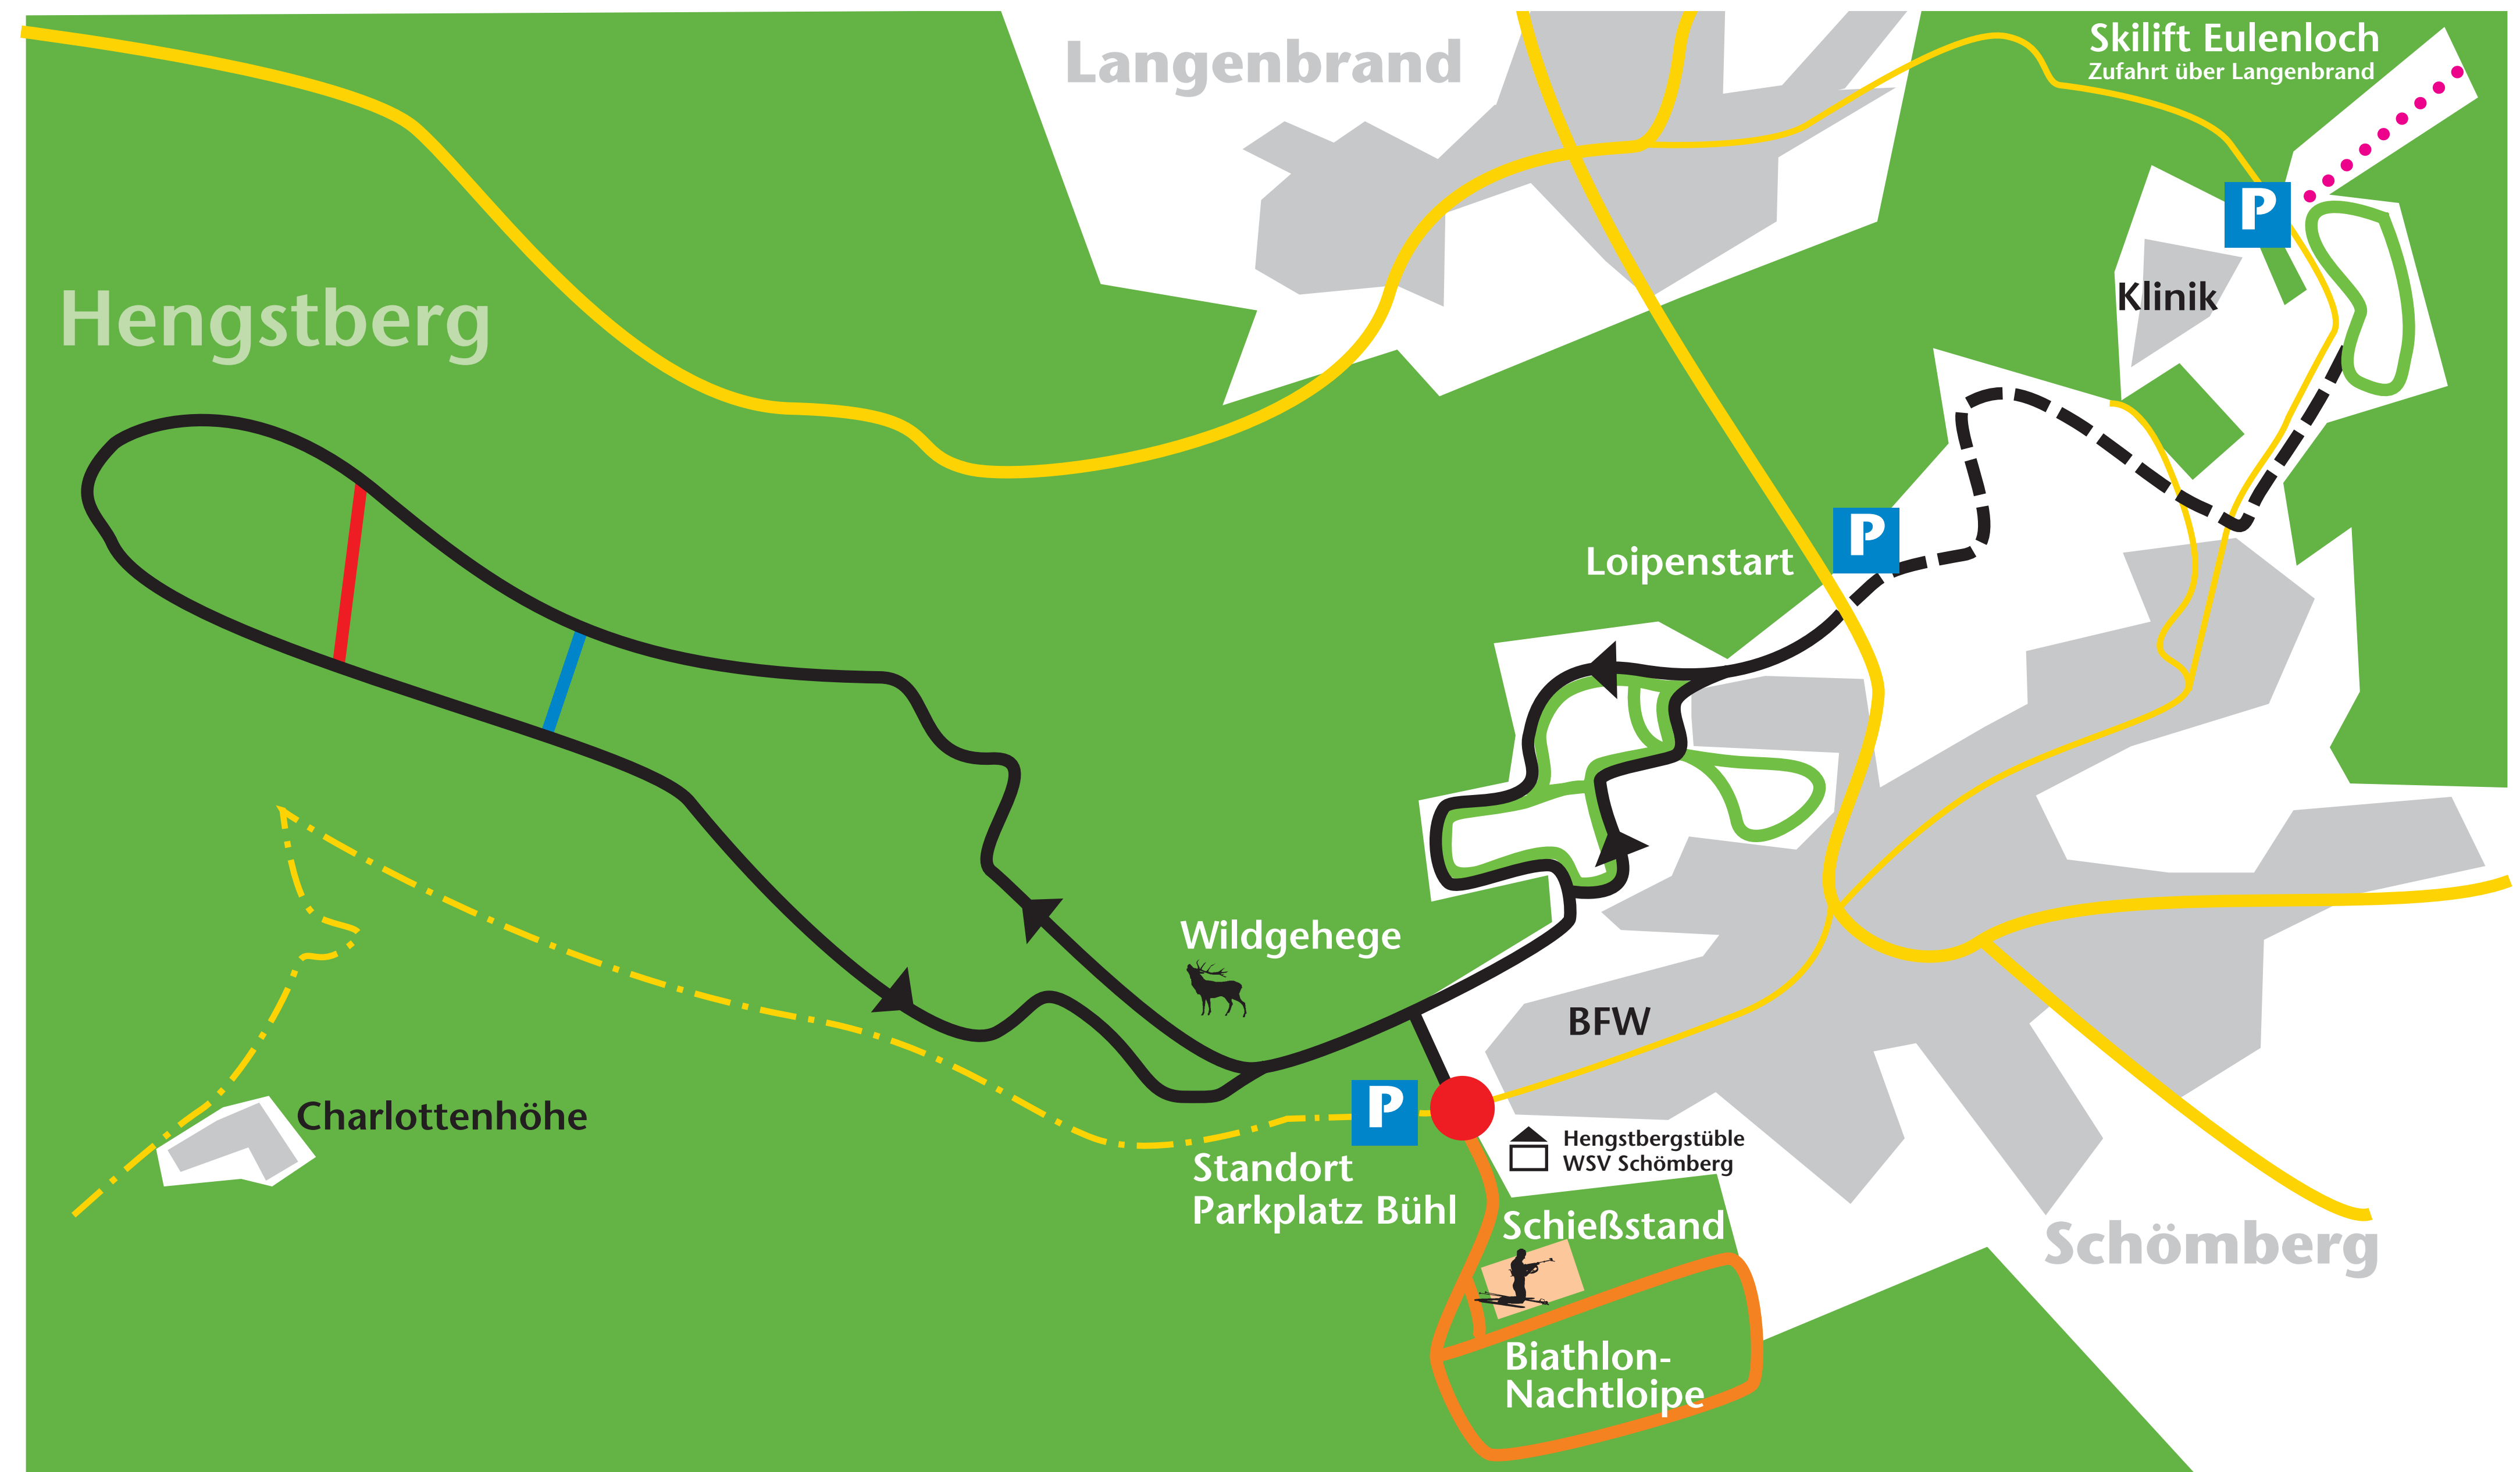 Skilift Eulenloch
Zufahrt über Langenbrand
Langenbrand
P
Klinik
Hengstberg
P
Loipenstart
Wildgehege
BFW
P
Charlottenhöhe
Hengstbergstüble
WSV Schömberg
Standort
Parkplatz Bühl
Schießstand
Schömberg
Biathlon-
Nachtloipe